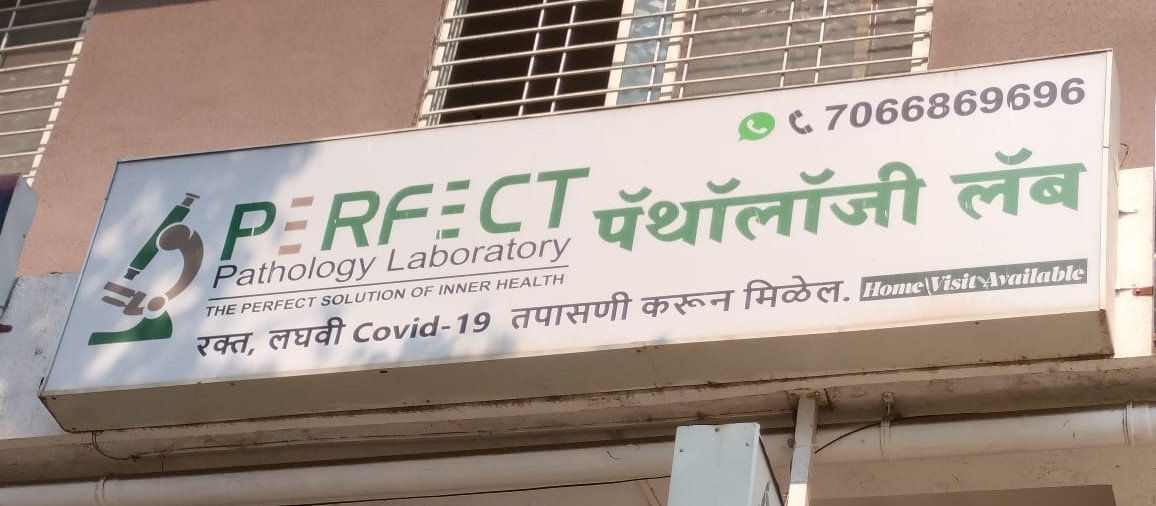 7066869696
PERFECT
Pathology Laboratory
THE PERFECT SOLUTION OF INNER HEALTH
पॅथॉलॉजी लॅब
रक्त, लघवी Covid-19 तपासणी करून मिळेल.
Home Visit Available